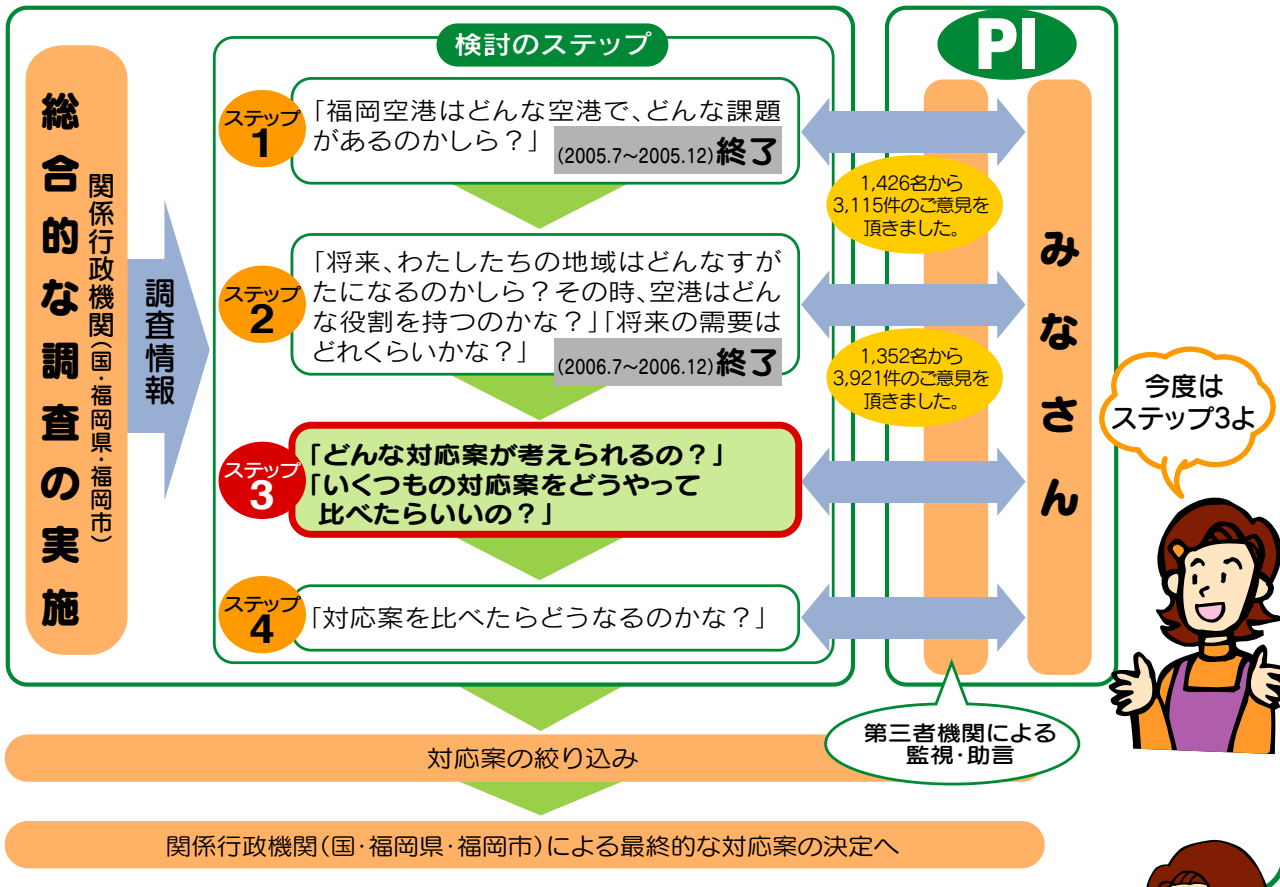 検討のステップ
PI
総合的な調査の実施
関係行政機関(国・福岡県・福岡市)
調査情報
ステップ
1
「福岡空港はどんな空港で、どんな課題
があるのかしら?」
(2005.7~2005.12)終了
1,426名から
3,115件のご意見を
頂きました。
ステップ
2
「将来、わたしたちの地域はどんなすが
たになるのかしら?その時、空港はどん
な役割を持つのかな?」「将来の需要は
どれくらいかな?」
(2006.7~2006.12)終了
1,352名から
3,921件のご意見を
頂きました。
みなさん
今度は
ステップ3よ
ステップ
3
「どんな対応案が考えられるの?」
「いくつもの対応案をどうやって
比べたらいいの?」
ステップ
4
「対応案を比べたらどうなるのかな?」
第三者機関による
監視・助言
対応案の絞り込み
関係行政機関(国・福岡県・福岡市)による最終的な対応案の決定へ